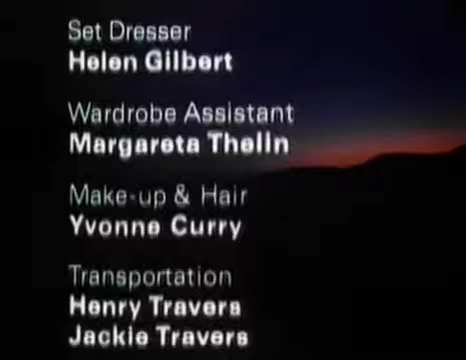 Set Dresser
Helen Gilbert
Wardrobe Assistant
Margareta Thelin
Make-up & Hair
Yvonne Curry
Transportation
Henry Travers
Jackie Travers